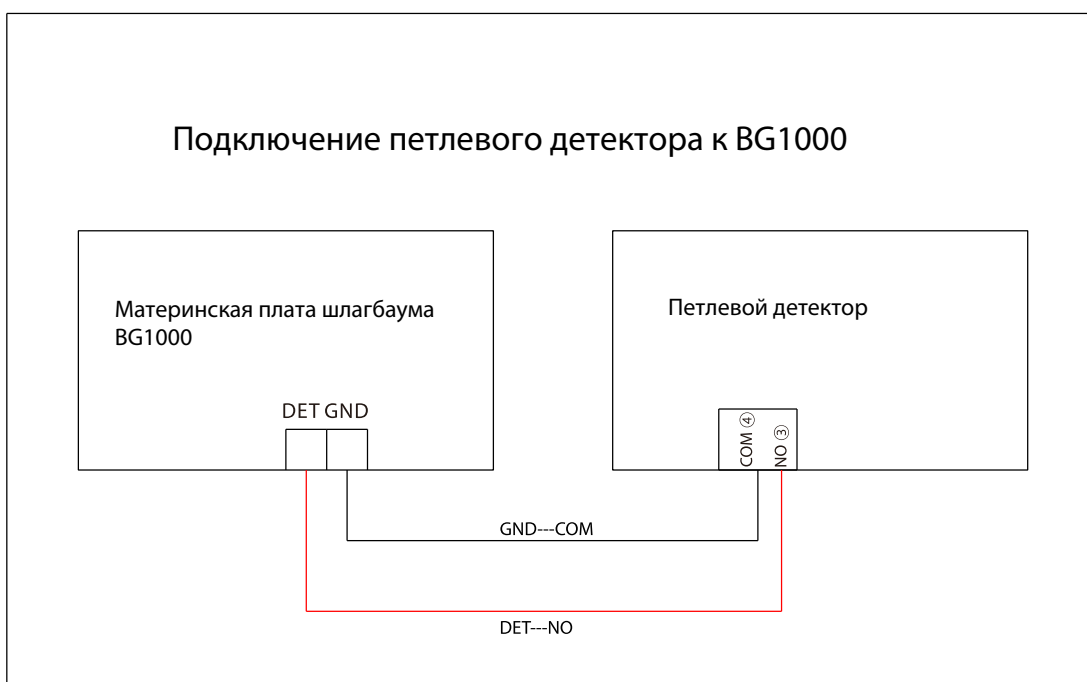 Подключение петлевого детектора к BG1000
Материнская плата шлагбаума
BG1000
Петлевой детектор
DET GND
COM ④
NO ③
GND---COM
DET---NO